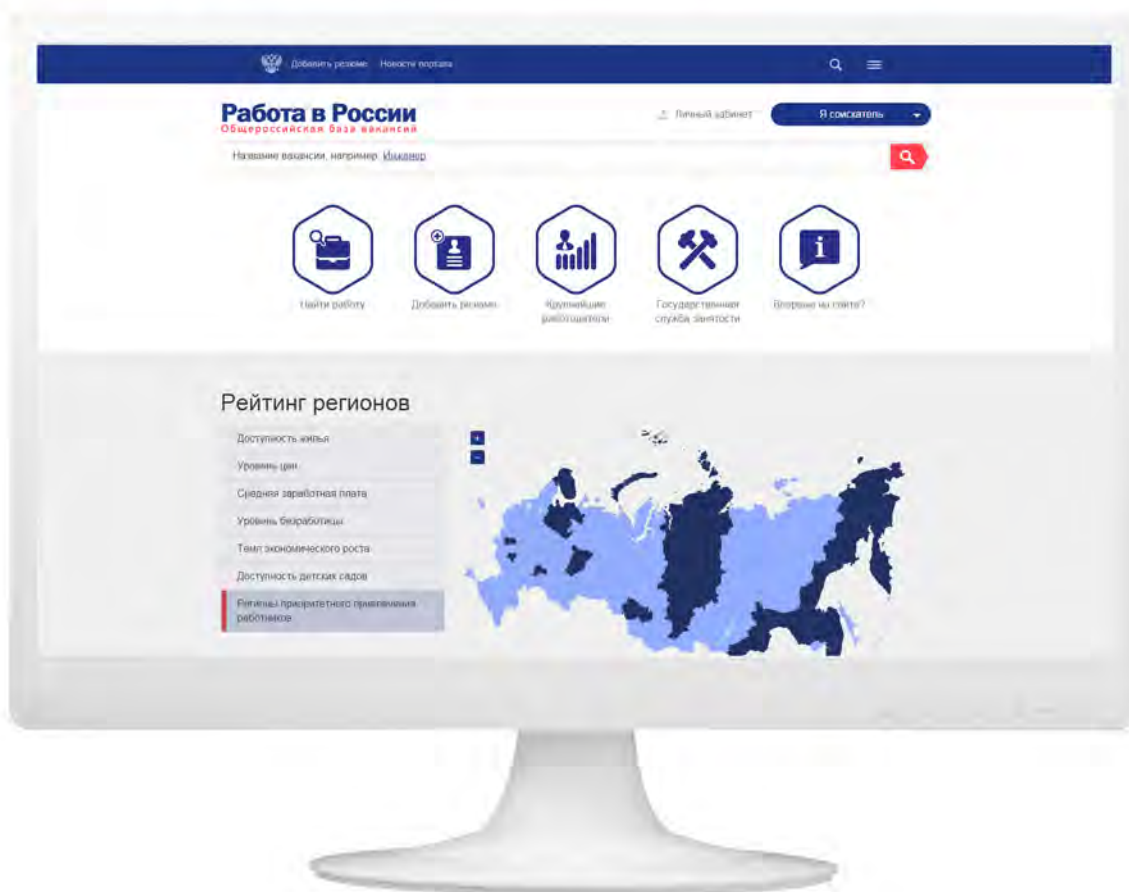 Добавить резюме Новости портала
Работа в России
Общероссийская база вакансий
Личный кабинет
Я соискатель
Название вакансии, например, Инженер
Найти работу
Добавить резюме
Крупнейшие
работодатели
Государственная
служба занятости
Впервые на сайте?
i
Рейтинг регионов
Доступность жилья
Уровень цен
Средняя заработная плата
Уровень безработицы
Темп экономического роста
Доступность детских садов
Регионы приоритетного привлечения
работников
+
−